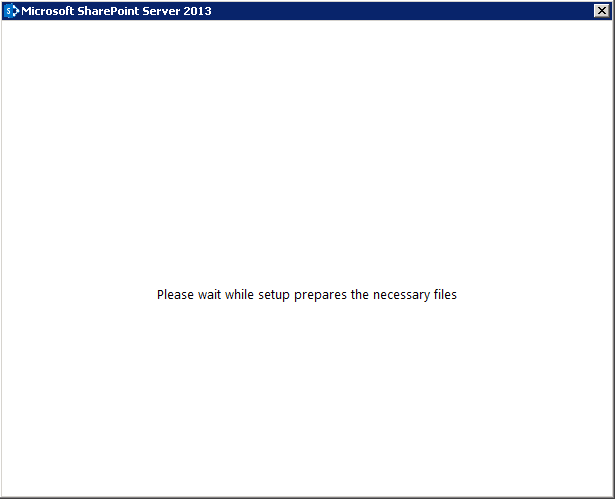 Microsoft SharePoint Server 2013
Please wait while setup prepares the necessary files